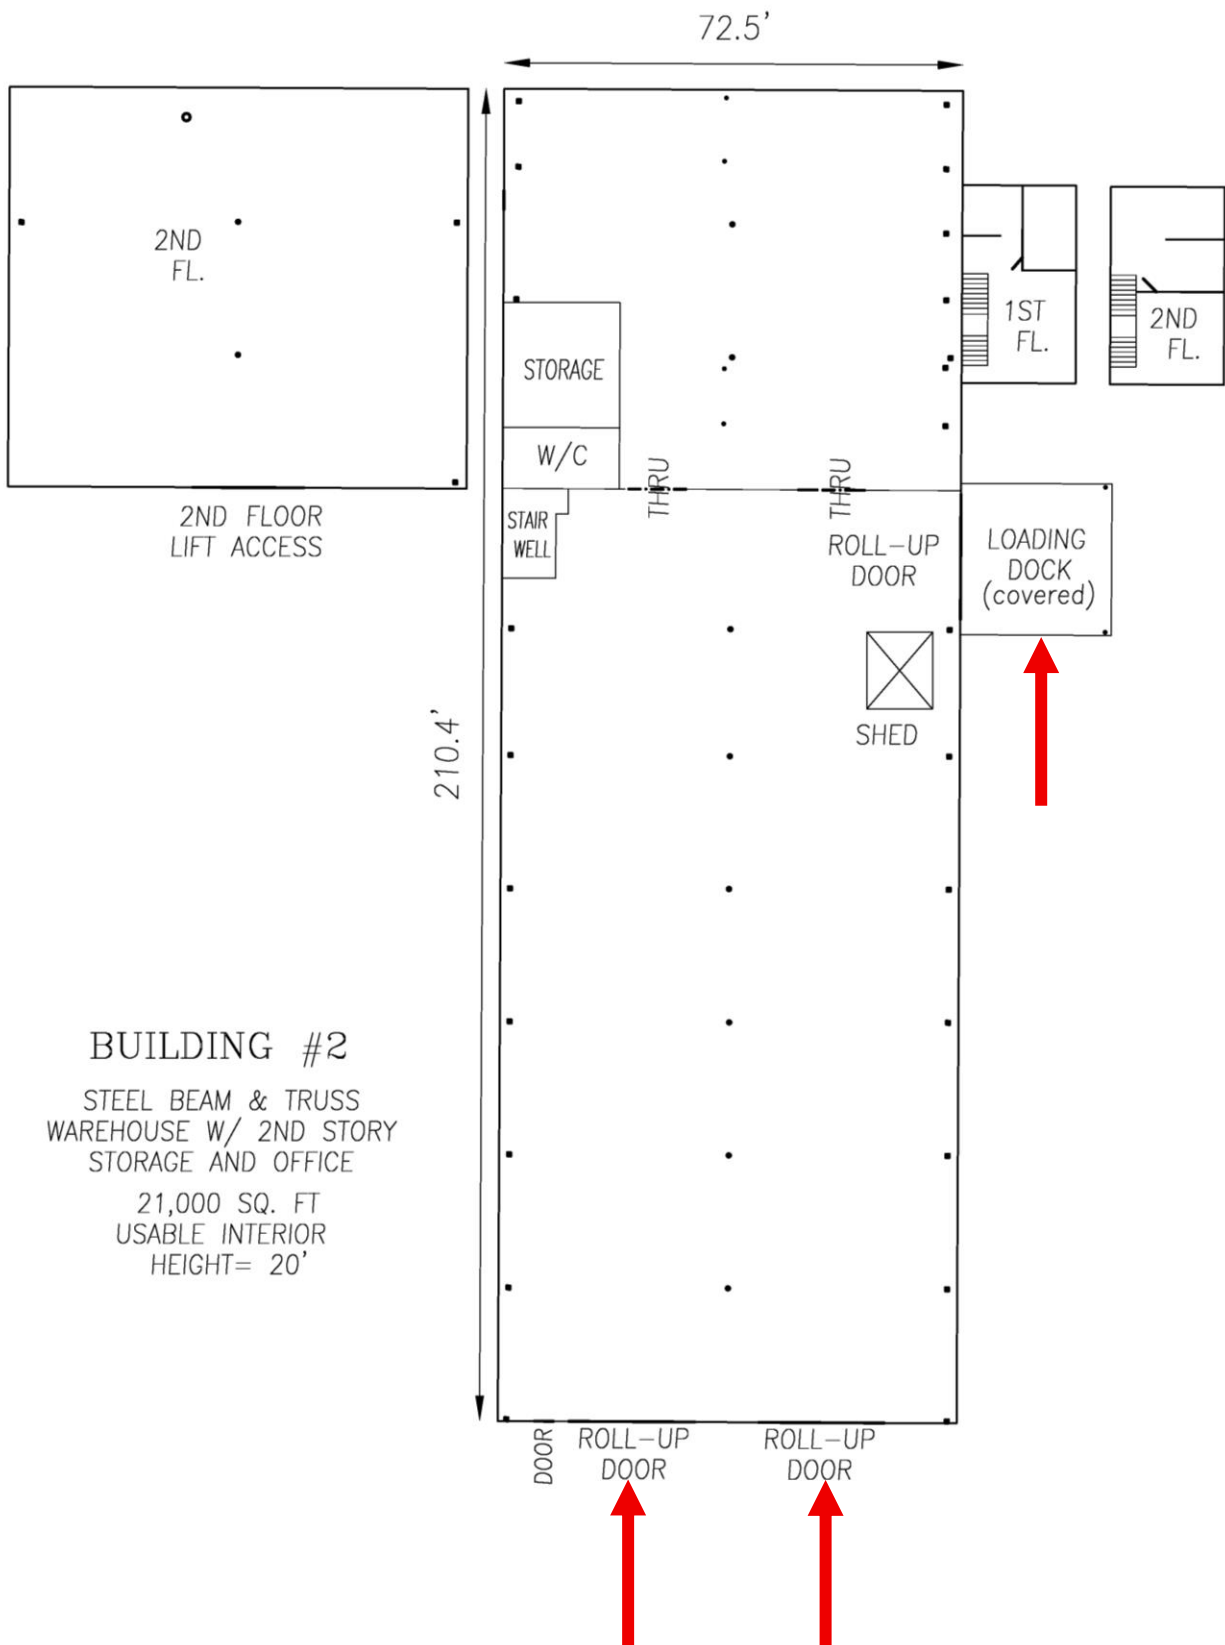 72.5'
2ND
FL.
2ND FLOOR
LIFT ACCESS
210.4'
STORAGE
W/C
THRU
THRU
STAIR
WELL
ROLL-UP
DOOR
SHED
1ST
FL.
2ND
FL.
LOADING
DOCK
(covered)
BUILDING #2
STEEL BEAM & TRUSS
WAREHOUSE W/ 2ND STORY
STORAGE AND OFFICE
21,000 SQ. FT
USABLE INTERIOR
HEIGHT= 20'
DOOR
ROLL-UP
DOOR
ROLL-UP
DOOR